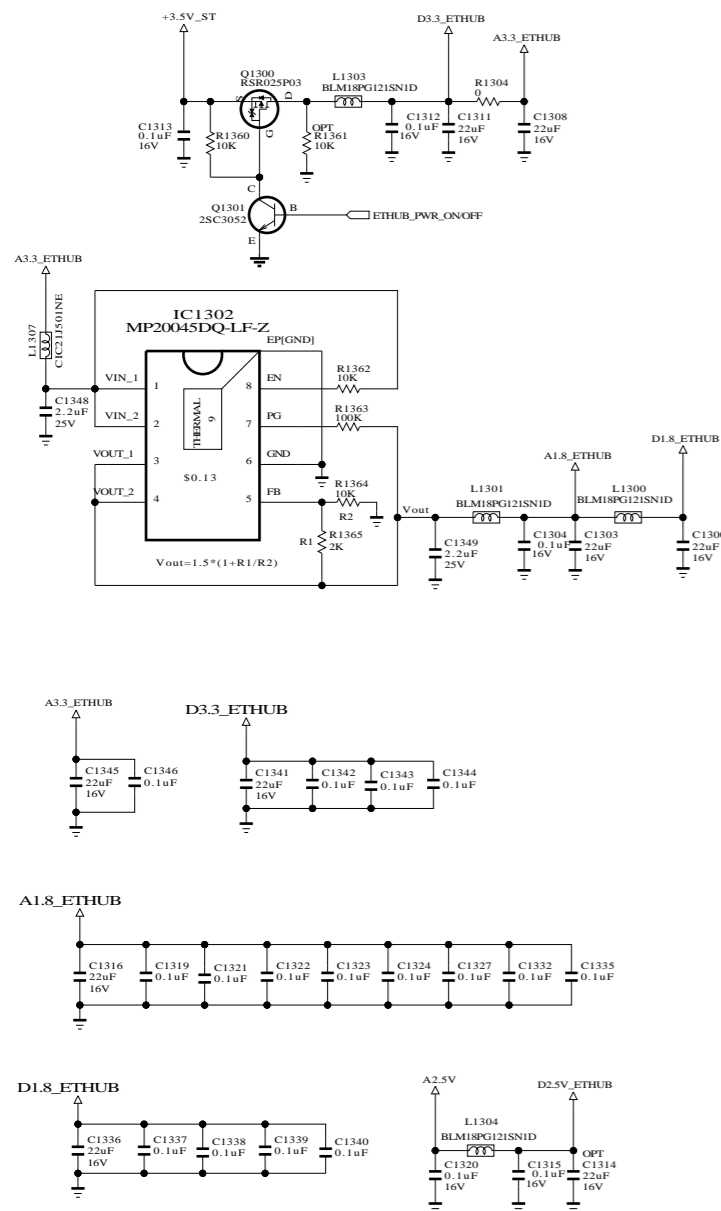 +3.5V_ST
D3.3_ETHUB
A3.3_ETHUB
Q1300
RSR025P03
L1303
BLM18PG121SN1D
R1304
0
S
D
G
C1313
0.1uF
16V
R1360
10K
OPT
R1361
10K
C1312
0.1uF
16V
C1311
22uF
16V
C1308
22uF
16V
C
Q1301
2SC3052
B
E
ETHUB_PWR_ON/OFF
A3.3_ETHUB
L1307
CIC21J501NE
C1348
2.2uF
25V
IC1302
MP20045DQ-LF-Z
EP[GND]
VIN_1
1
VIN_2
2
VOUT_1
3
VOUT_2
4
THERMAL
9
$0.13
8
EN
7
PG
6
GND
5
FB
R1362
10K
R1363
100K
R1364
10K
R2
R1
R1365
2K
Vout=1.5*(1+R1/R2)
Vout
C1349
2.2uF
25V
L1301
BLM18PG121SN1D
A1.8_ETHUB
L1300
BLM18PG121SN1D
D1.8_ETHUB
C1304
0.1uF
16V
C1303
22uF
16V
22uF
16V
A3.3_ETHUB
C1345
22uF
16V
C1346
0.1uF
D3.3_ETHUB
C1341
22uF
16V
C1342
0.1uF
C1343
0.1uF
C1344
0.1uF
A1.8_ETHUB
C1316
22uF
16V
C1319
0.1uF
C1321
0.1uF
C1322
0.1uF
C1323
0.1uF
C1324
0.1uF
C1327
0.1uF
C1332
0.1uF
C1335
0.1uF
D1.8_ETHUB
C1336
22uF
16V
C1337
0.1uF
C1338
0.1uF
C1339
0.1uF
C1340
0.1uF
A2.5V
L1304
BLM18PG121SN1D
D2.5V_ETHUB
C1320
0.1uF
16V
C1315
0.1uF
16V
OPT
C1314
22uF
16V